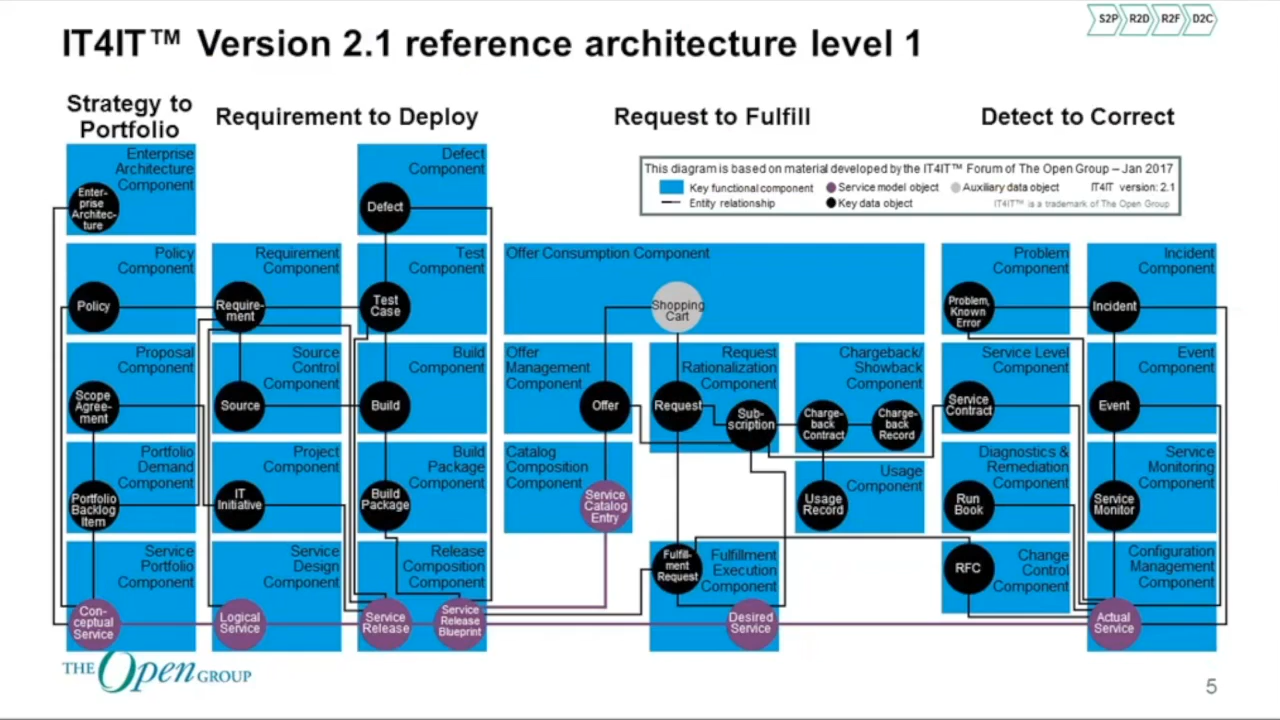 S2P R2D R2F D2C
IT4IT™ Version 2.1 reference architecture level 1
Strategy to
Portfolio
Requirement to Deploy
Request to Fulfill
Detect to Correct
This diagram is based on material developed by the IT4IT™ Forum of The Open Group – Jan 2017
Key functional component
Service model object
Auxiliary data object
IT4IT version: 2.1
Entity relationship
Key data object
IT4IT™ is a trademark of The Open Group
Enterprise
Architecture
Component
Enter-
prise
Architec-
ture
Policy
Component
Policy
Proposal
Component
Scope
Agree-
ment
Portfolio
Demand
Component
Portfolio
Backlog
Item
Service
Portfolio
Component
Con-
ceptual
Service
Requirement
Component
Require-
ment
Source
Control
Component
Source
Project
Component
IT
Initiative
Service
Design
Component
Logical
Service
Defect
Component
Defect
Test
Component
Test
Case
Build
Component
Build
Build
Package
Component
Build
Package
Release
Composition
Component
Service
Release
Service
Release
Blueprint
Offer Consumption Component
Shopping
Cart
Offer
Management
Component
Offer
Catalog
Composition
Component
Service
Catalog
Entry
Request
Rationalization
Component
Request
Sub-
scription
Fulfillment
Execution
Component
Fulfill-
ment
Request
Desired
Service
Chargeback/
Showback
Component
Charge-
back
Contract
Charge-
back
Record
Usage
Component
Usage
Record
Problem
Component
Problem,
Known
Error
Service Level
Component
Service
Contract
Diagnostics &
Remediation
Component
Run
Book
Change
Control
Component
RFC
Incident
Component
Incident
Event
Component
Event
Service
Monitoring
Component
Service
Monitor
Configuration
Management
Component
Actual
Service
THE Open GROUP
5